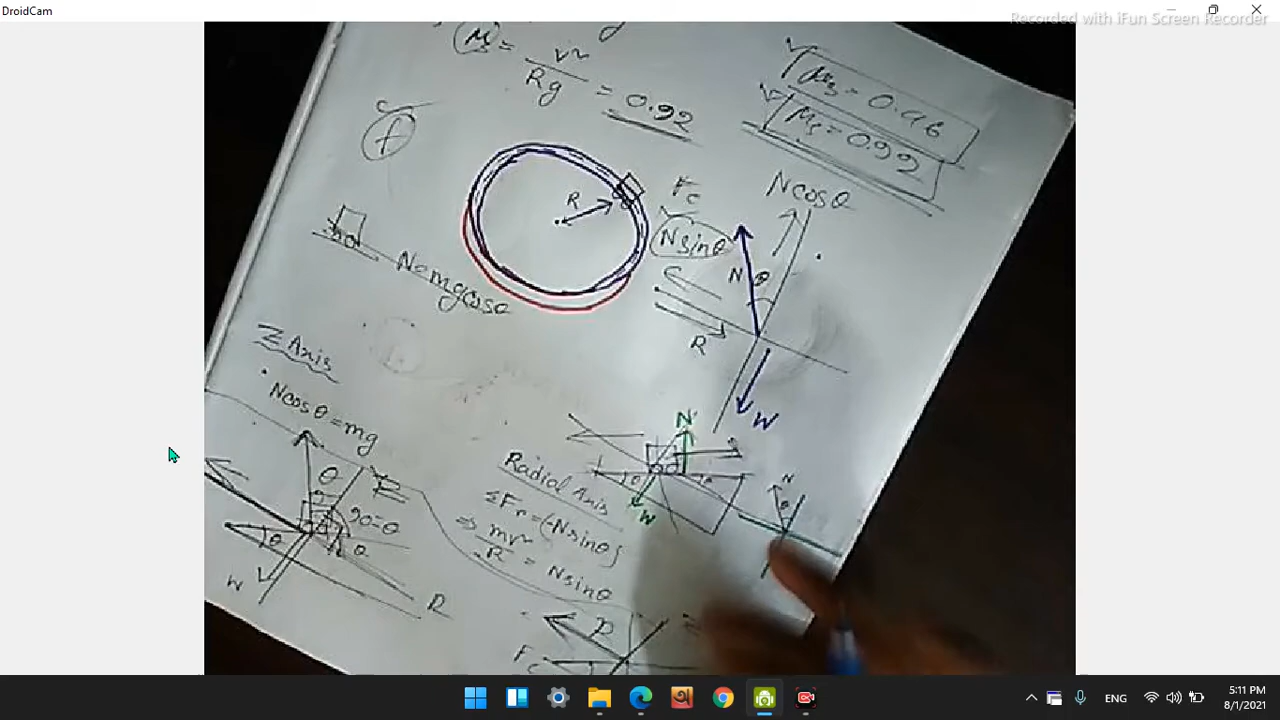 DroidCam
Recorded with iFun Screen Recorder
μs = v² / Rg = 0.92
μs = 0.46
μs = 0.92
f
R
Fc
N sinθ
N cosθ
N
θ
R
W
N = mg cosθ
Z Axis
N cosθ = mg
θ
90-θ
θ
θ
W
R
Radial Axis
ΣFr = {-N sinθ}
⇒ mv² / R = N sinθ
N
θ
θ
W
N
θ
R
Fc
ENG
5:11 PM
8/1/2021